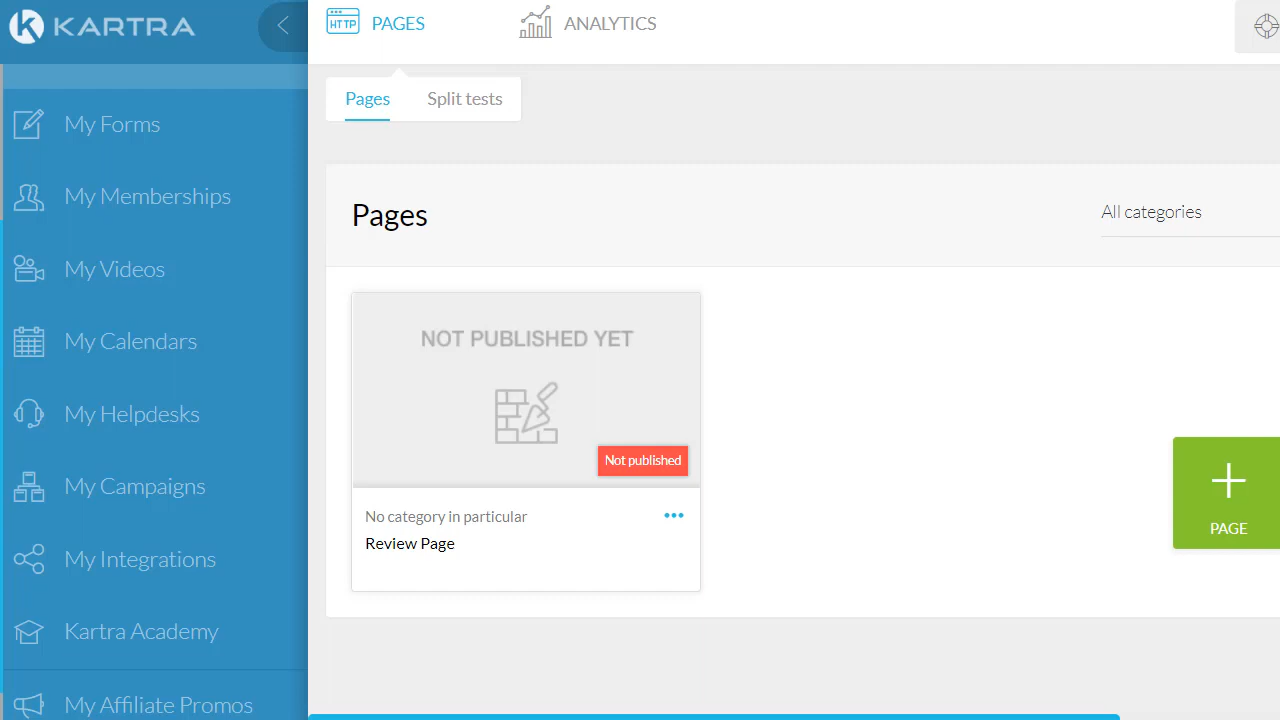 KARTRA
HTTP
PAGES
ANALYTICS
Pages
Split tests
My Forms
My Memberships
My Videos
My Calendars
My Helpdesks
My Campaigns
My Integrations
Kartra Academy
My Affiliate Promos
Pages
All categories
NOT PUBLISHED YET
Not published
No category in particular
Review Page
PAGE